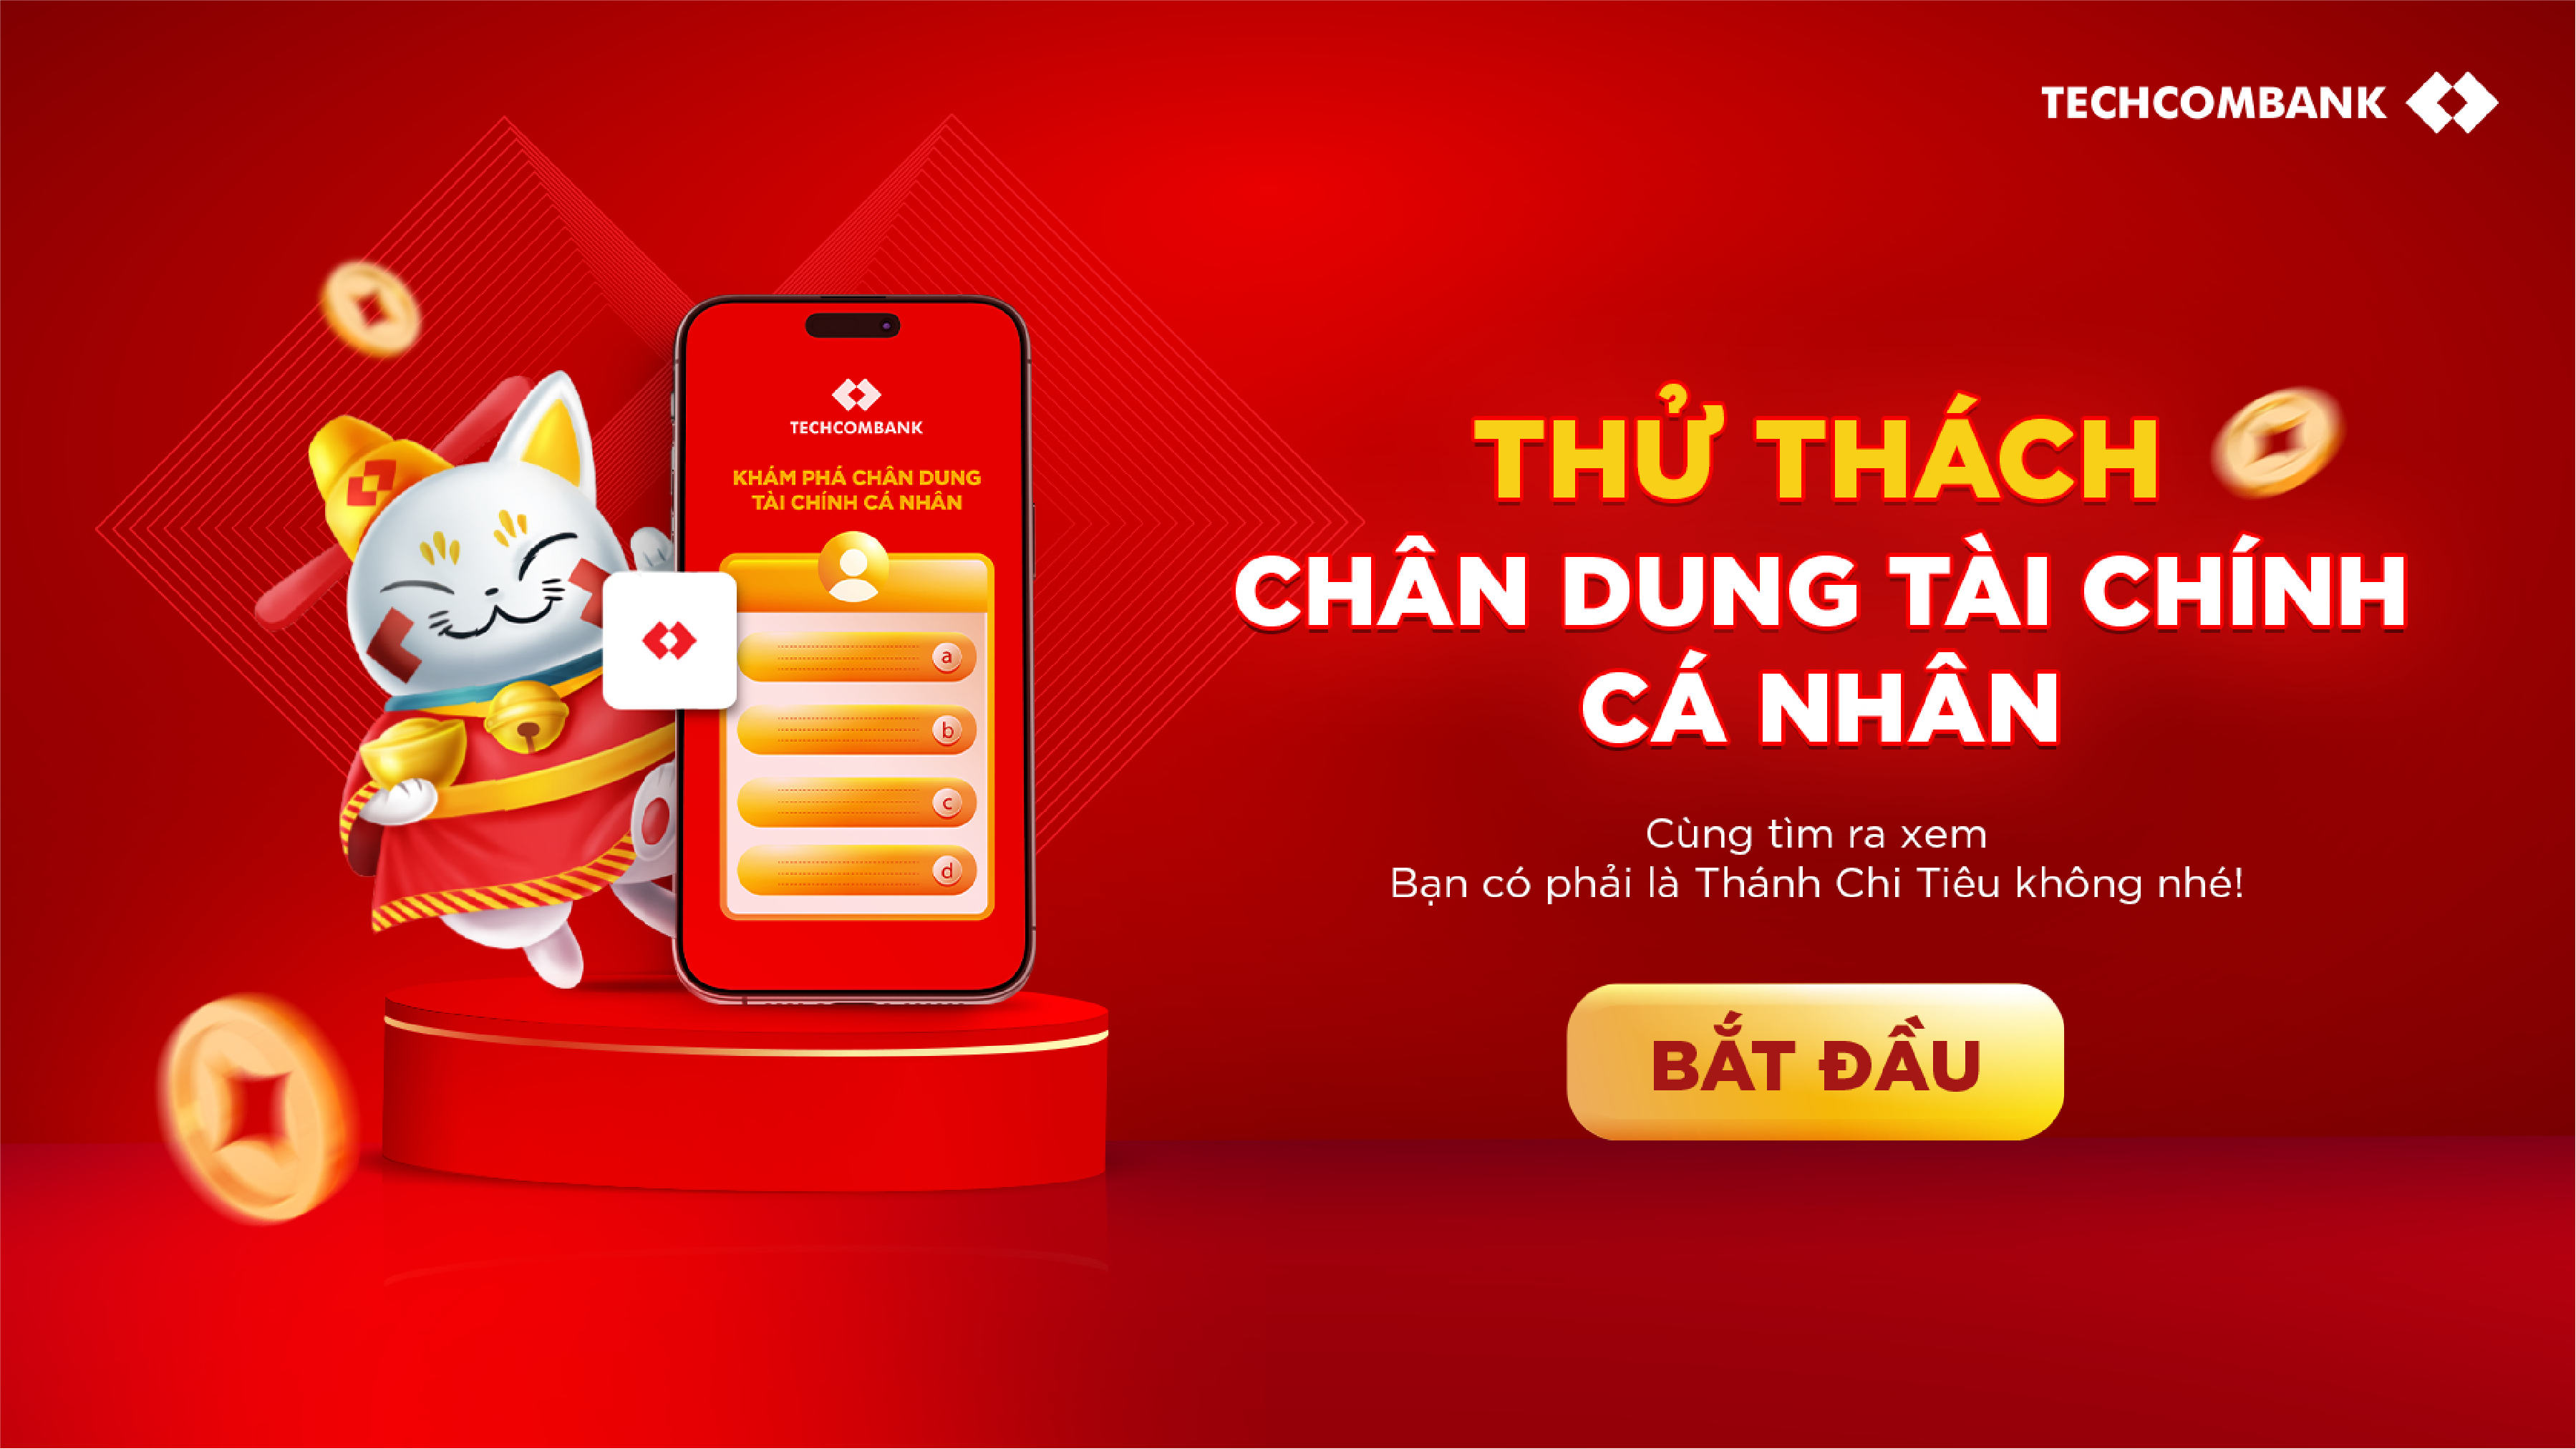 TECHCOMBANK
TECHCOMBANK
KHÁM PHÁ CHÂN DUNG
TÀI CHÍNH CÁ NHÂN
a
b
c
d
THỬ THÁCH
CHÂN DUNG TÀI CHÍNH
CÁ NHÂN
Cùng tìm ra xem
Bạn có phải là Thánh Chi Tiêu không nhé!
BẮT ĐẦU